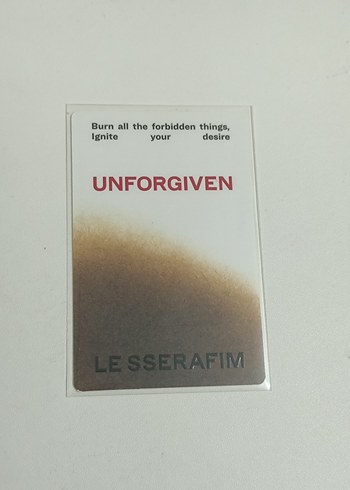 Burn all the forbidden things,
Ignite your desire
UNFORGIVEN
LE SSERAFIM